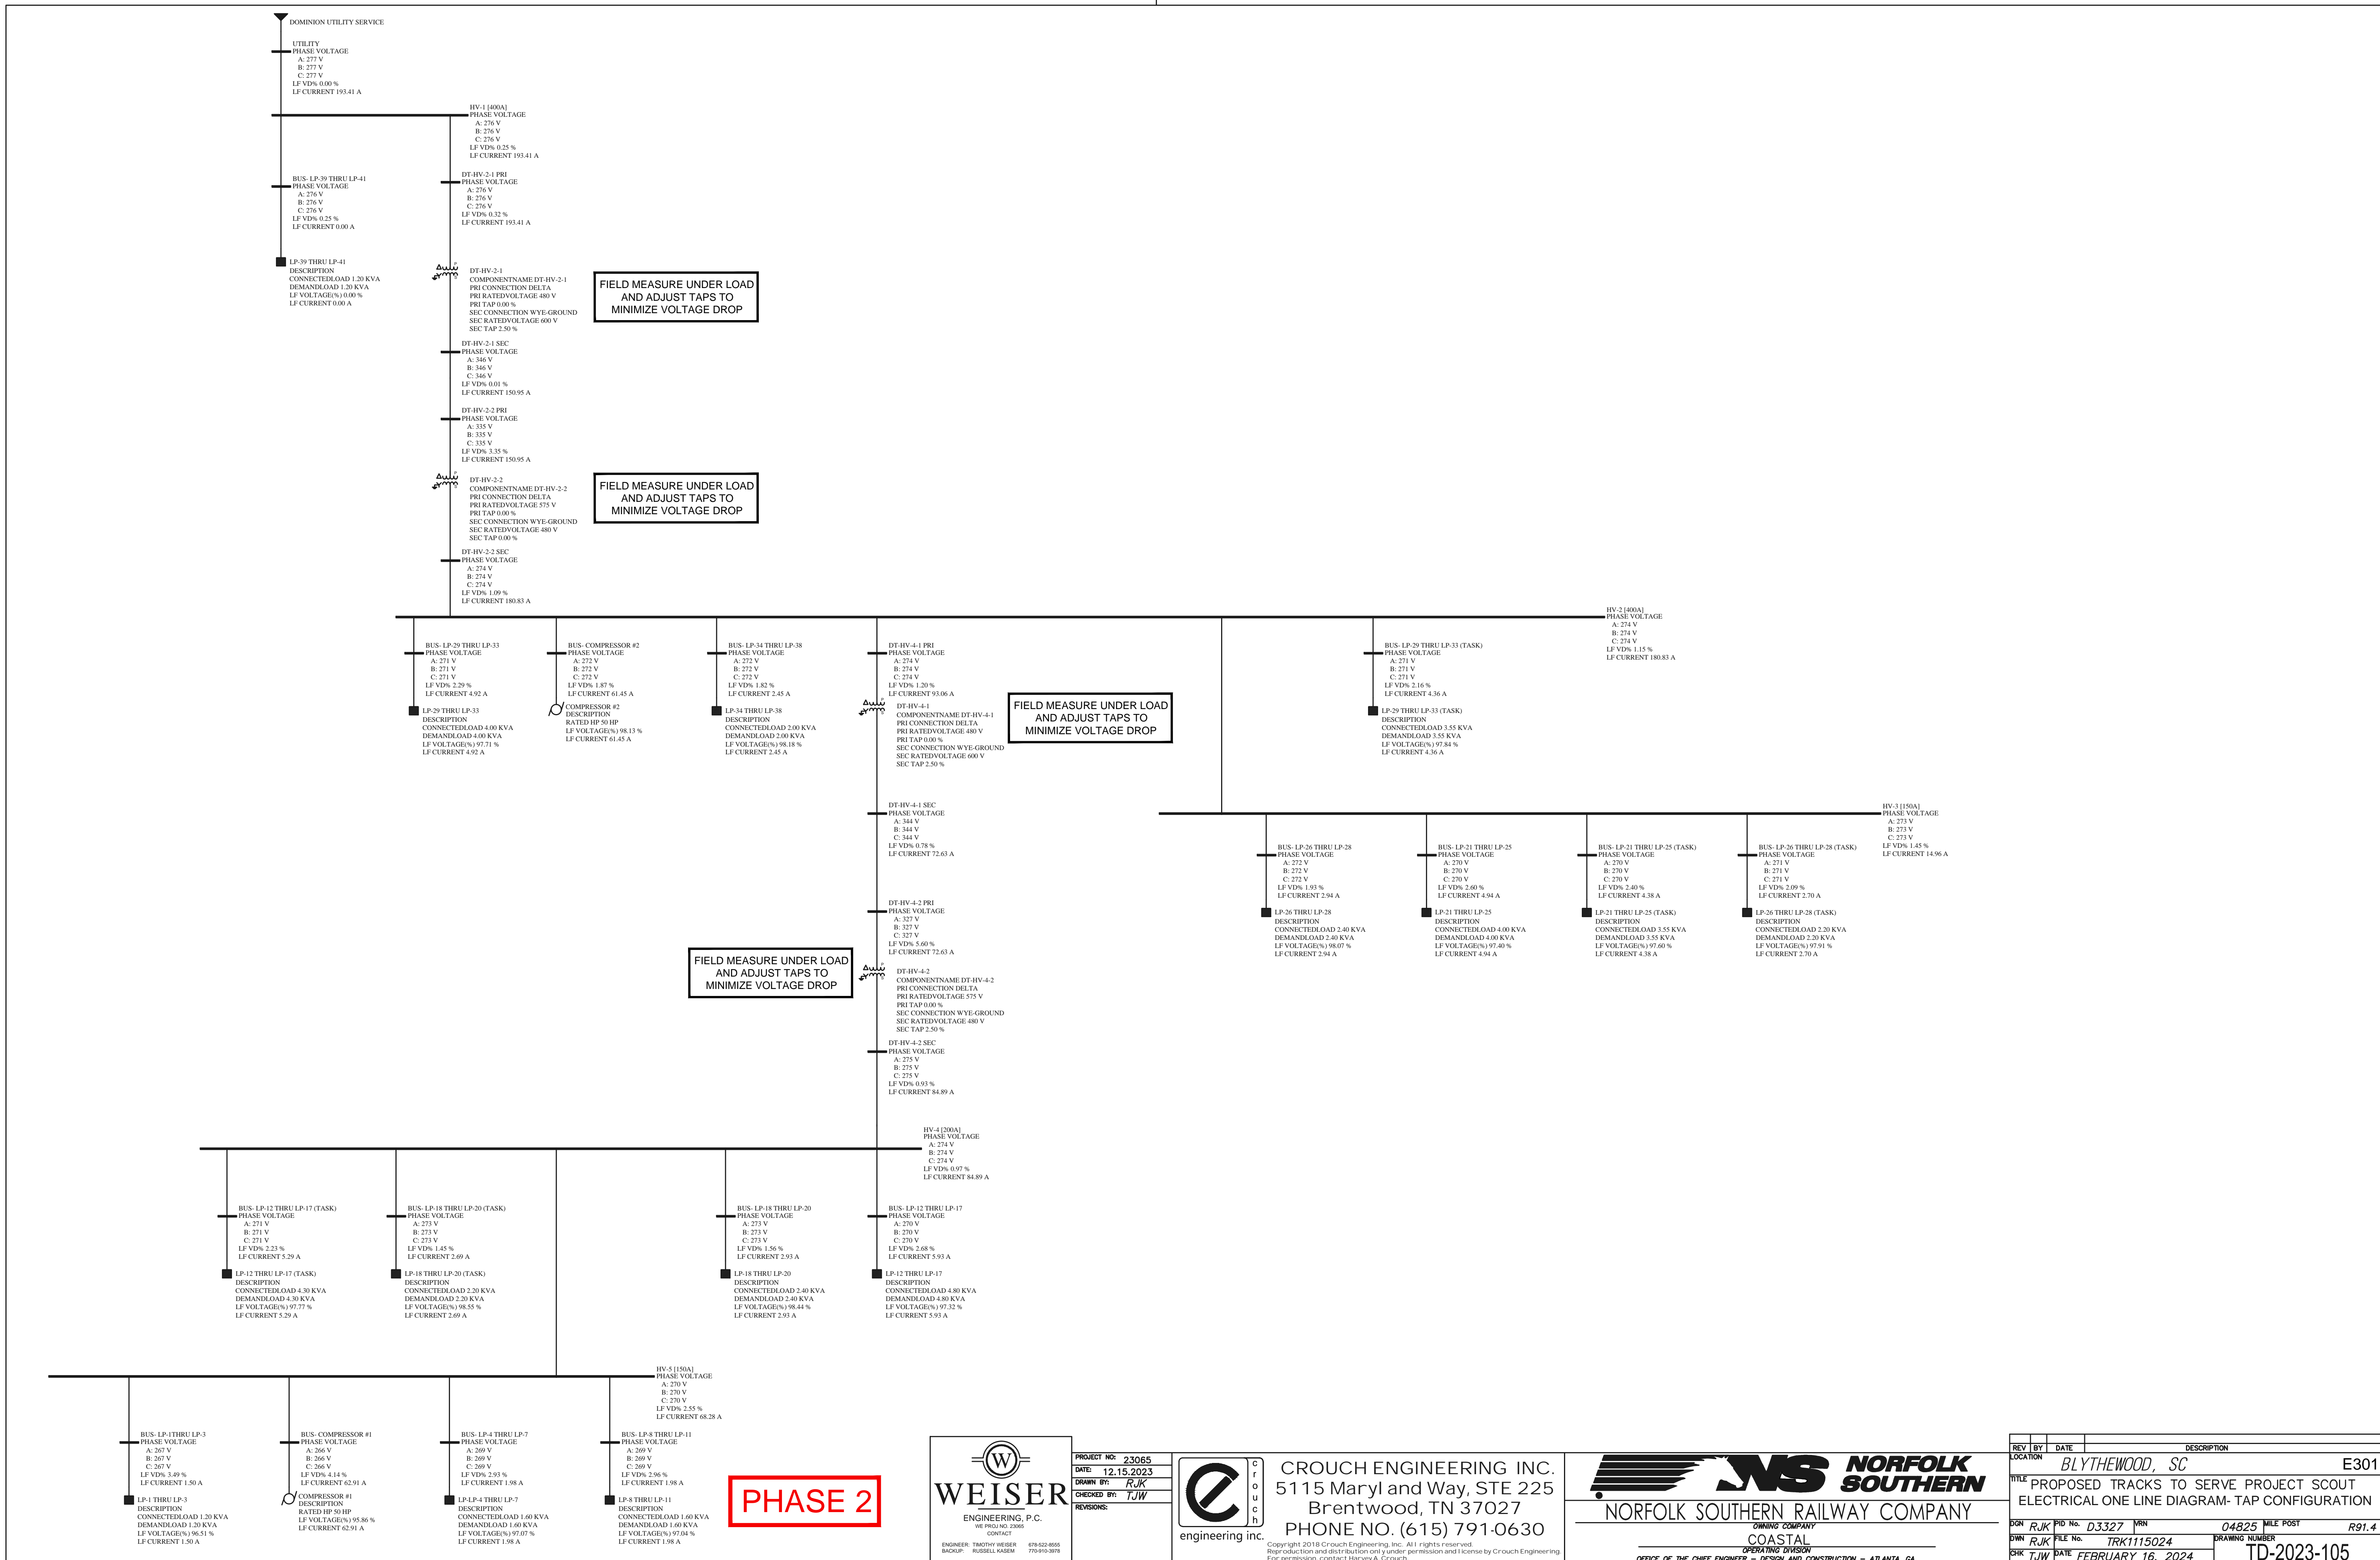 DOMINION UTILITY SERVICE
UTILITY
PHASE VOLTAGE
A: 277 V
B: 277 V
C: 277 V
LF VD% 0.00 %
LF CURRENT 193.41 A
HV-1 [400A]
PHASE VOLTAGE
A: 276 V
B: 276 V
C: 276 V
LF VD% 0.25 %
LF CURRENT 193.41 A
BUS- LP-39 THRU LP-41
PHASE VOLTAGE
A: 276 V
B: 276 V
C: 276 V
LF VD% 0.25 %
LF CURRENT 0.00 A
DT-HV-2-1 PRI
PHASE VOLTAGE
A: 276 V
B: 276 V
C: 276 V
LF VD% 0.32 %
LF CURRENT 193.41 A
LP-39 THRU LP-41
DESCRIPTION
CONNECTEDLOAD 1.20 KVA
DEMANDLOAD 1.20 KVA
LF VOLTAGE(%) 0.00 %
LF CURRENT 0.00 A
P
S
DT-HV-2-1
COMPONENTNAME DT-HV-2-1
PRI CONNECTION DELTA
PRI RATEDVOLTAGE 480 V
PRI TAP 0.00 %
SEC CONNECTION WYE-GROUND
SEC RATEDVOLTAGE 600 V
SEC TAP 2.50 %
FIELD MEASURE UNDER LOAD
AND ADJUST TAPS TO
MINIMIZE VOLTAGE DROP
DT-HV-2-1 SEC
PHASE VOLTAGE
A: 346 V
B: 346 V
C: 346 V
LF VD% 0.01 %
LF CURRENT 150.95 A
DT-HV-2-2 PRI
PHASE VOLTAGE
A: 335 V
B: 335 V
C: 335 V
LF VD% 3.35 %
LF CURRENT 150.95 A
P
S
DT-HV-2-2
COMPONENTNAME DT-HV-2-2
PRI CONNECTION DELTA
PRI RATEDVOLTAGE 575 V
PRI TAP 0.00 %
SEC CONNECTION WYE-GROUND
SEC RATEDVOLTAGE 480 V
SEC TAP 0.00 %
FIELD MEASURE UNDER LOAD
AND ADJUST TAPS TO
MINIMIZE VOLTAGE DROP
DT-HV-2-2 SEC
PHASE VOLTAGE
A: 274 V
B: 274 V
C: 274 V
LF VD% 1.09 %
LF CURRENT 180.83 A
HV-2 [400A]
PHASE VOLTAGE
A: 274 V
B: 274 V
C: 274 V
LF VD% 1.15 %
LF CURRENT 180.83 A
BUS- LP-29 THRU LP-33
PHASE VOLTAGE
A: 271 V
B: 271 V
C: 271 V
LF VD% 2.29 %
LF CURRENT 4.92 A
LP-29 THRU LP-33
DESCRIPTION
CONNECTEDLOAD 4.00 KVA
DEMANDLOAD 4.00 KVA
LF VOLTAGE(%) 97.71 %
LF CURRENT 4.92 A
BUS- COMPRESSOR #2
PHASE VOLTAGE
A: 272 V
B: 272 V
C: 272 V
LF VD% 1.87 %
LF CURRENT 61.45 A
COMPRESSOR #2
DESCRIPTION
RATED HP 50 HP
LF VOLTAGE(%) 98.13 %
LF CURRENT 61.45 A
BUS- LP-34 THRU LP-38
PHASE VOLTAGE
A: 272 V
B: 272 V
C: 272 V
LF VD% 1.82 %
LF CURRENT 2.45 A
LP-34 THRU LP-38
DESCRIPTION
CONNECTEDLOAD 2.00 KVA
DEMANDLOAD 2.00 KVA
LF VOLTAGE(%) 98.18 %
LF CURRENT 2.45 A
DT-HV-4-1 PRI
PHASE VOLTAGE
A: 274 V
B: 274 V
C: 274 V
LF VD% 1.20 %
LF CURRENT 93.06 A
P
S
DT-HV-4-1
COMPONENTNAME DT-HV-4-1
PRI CONNECTION DELTA
PRI RATEDVOLTAGE 480 V
PRI TAP 0.00 %
SEC CONNECTION WYE-GROUND
SEC RATEDVOLTAGE 600 V
SEC TAP 2.50 %
FIELD MEASURE UNDER LOAD
AND ADJUST TAPS TO
MINIMIZE VOLTAGE DROP
BUS- LP-29 THRU LP-33 (TASK)
PHASE VOLTAGE
A: 271 V
B: 271 V
C: 271 V
LF VD% 2.16 %
LF CURRENT 4.36 A
LP-29 THRU LP-33 (TASK)
DESCRIPTION
CONNECTEDLOAD 3.55 KVA
DEMANDLOAD 3.55 KVA
LF VOLTAGE(%) 97.84 %
LF CURRENT 4.36 A
DT-HV-4-1 SEC
PHASE VOLTAGE
A: 344 V
B: 344 V
C: 344 V
LF VD% 0.78 %
LF CURRENT 72.63 A
HV-3 [150A]
PHASE VOLTAGE
A: 273 V
B: 273 V
C: 273 V
LF VD% 1.45 %
LF CURRENT 14.96 A
BUS- LP-26 THRU LP-28
PHASE VOLTAGE
A: 272 V
B: 272 V
C: 272 V
LF VD% 1.93 %
LF CURRENT 2.94 A
LP-26 THRU LP-28
DESCRIPTION
CONNECTEDLOAD 2.40 KVA
DEMANDLOAD 2.40 KVA
LF VOLTAGE(%) 98.07 %
LF CURRENT 2.94 A
BUS- LP-21 THRU LP-25
PHASE VOLTAGE
A: 270 V
B: 270 V
C: 270 V
LF VD% 2.60 %
LF CURRENT 4.94 A
LP-21 THRU LP-25
DESCRIPTION
CONNECTEDLOAD 4.00 KVA
DEMANDLOAD 4.00 KVA
LF VOLTAGE(%) 97.40 %
LF CURRENT 4.94 A
BUS- LP-21 THRU LP-25 (TASK)
PHASE VOLTAGE
A: 270 V
B: 270 V
C: 270 V
LF VD% 2.40 %
LF CURRENT 4.38 A
LP-21 THRU LP-25 (TASK)
DESCRIPTION
CONNECTEDLOAD 3.55 KVA
DEMANDLOAD 3.55 KVA
LF VOLTAGE(%) 97.60 %
LF CURRENT 4.38 A
BUS- LP-26 THRU LP-28 (TASK)
PHASE VOLTAGE
A: 271 V
B: 271 V
C: 271 V
LF VD% 2.09 %
LF CURRENT 2.70 A
LP-26 THRU LP-28 (TASK)
DESCRIPTION
CONNECTEDLOAD 2.20 KVA
DEMANDLOAD 2.20 KVA
LF VOLTAGE(%) 97.91 %
LF CURRENT 2.70 A
DT-HV-4-2 PRI
PHASE VOLTAGE
A: 327 V
B: 327 V
C: 327 V
LF VD% 5.60 %
LF CURRENT 72.63 A
FIELD MEASURE UNDER LOAD
AND ADJUST TAPS TO
MINIMIZE VOLTAGE DROP
P
S
DT-HV-4-2
COMPONENTNAME DT-HV-4-2
PRI CONNECTION DELTA
PRI RATEDVOLTAGE 575 V
PRI TAP 0.00 %
SEC CONNECTION WYE-GROUND
SEC RATEDVOLTAGE 480 V
SEC TAP 2.50 %
DT-HV-4-2 SEC
PHASE VOLTAGE
A: 275 V
B: 275 V
C: 275 V
LF VD% 0.93 %
LF CURRENT 84.89 A
HV-4 [200A]
PHASE VOLTAGE
A: 274 V
B: 274 V
C: 274 V
LF VD% 0.97 %
LF CURRENT 84.89 A
BUS- LP-12 THRU LP-17 (TASK)
PHASE VOLTAGE
A: 271 V
B: 271 V
C: 271 V
LF VD% 2.23 %
LF CURRENT 5.29 A
LP-12 THRU LP-17 (TASK)
DESCRIPTION
CONNECTEDLOAD 4.30 KVA
DEMANDLOAD 4.30 KVA
LF VOLTAGE(%) 97.77 %
LF CURRENT 5.29 A
BUS- LP-18 THRU LP-20 (TASK)
PHASE VOLTAGE
A: 273 V
B: 273 V
C: 273 V
LF VD% 1.45 %
LF CURRENT 2.69 A
LP-18 THRU LP-20 (TASK)
DESCRIPTION
CONNECTEDLOAD 2.20 KVA
DEMANDLOAD 2.20 KVA
LF VOLTAGE(%) 98.55 %
LF CURRENT 2.69 A
BUS- LP-18 THRU LP-20
PHASE VOLTAGE
A: 273 V
B: 273 V
C: 273 V
LF VD% 1.56 %
LF CURRENT 2.93 A
LP-18 THRU LP-20
DESCRIPTION
CONNECTEDLOAD 2.40 KVA
DEMANDLOAD 2.40 KVA
LF VOLTAGE(%) 98.44 %
LF CURRENT 2.93 A
BUS- LP-12 THRU LP-17
PHASE VOLTAGE
A: 270 V
B: 270 V
C: 270 V
LF VD% 2.68 %
LF CURRENT 5.93 A
LP-12 THRU LP-17
DESCRIPTION
CONNECTEDLOAD 4.80 KVA
DEMANDLOAD 4.80 KVA
LF VOLTAGE(%) 97.32 %
LF CURRENT 5.93 A
HV-5 [150A]
PHASE VOLTAGE
A: 270 V
B: 270 V
C: 270 V
LF VD% 2.55 %
LF CURRENT 68.28 A
BUS- LP-1THRU LP-3
PHASE VOLTAGE
A: 267 V
B: 267 V
C: 267 V
LF VD% 3.49 %
LF CURRENT 1.50 A
LP-1 THRU LP-3
DESCRIPTION
CONNECTEDLOAD 1.20 KVA
DEMANDLOAD 1.20 KVA
LF VOLTAGE(%) 96.51 %
LF CURRENT 1.50 A
BUS- COMPRESSOR #1
PHASE VOLTAGE
A: 266 V
B: 266 V
C: 266 V
LF VD% 4.14 %
LF CURRENT 62.91 A
COMPRESSOR #1
DESCRIPTION
RATED HP 50 HP
LF VOLTAGE(%) 95.86 %
LF CURRENT 62.91 A
BUS- LP-4 THRU LP-7
PHASE VOLTAGE
A: 269 V
B: 269 V
C: 269 V
LF VD% 2.93 %
LF CURRENT 1.98 A
LP-LP-4 THRU LP-7
DESCRIPTION
CONNECTEDLOAD 1.60 KVA
DEMANDLOAD 1.60 KVA
LF VOLTAGE(%) 97.07 %
LF CURRENT 1.98 A
BUS- LP-8 THRU LP-11
PHASE VOLTAGE
A: 269 V
B: 269 V
C: 269 V
LF VD% 2.96 %
LF CURRENT 1.98 A
LP-8 THRU LP-11
DESCRIPTION
CONNECTEDLOAD 1.60 KVA
DEMANDLOAD 1.60 KVA
LF VOLTAGE(%) 97.04 %
LF CURRENT 1.98 A
PHASE 2
W
WEISER
ENGINEERING, P.C.
WE PROJ NO. 23065
CONTACT
ENGINEER: TIMOTHY WEISER 678-522-8555
BACKUP: RUSSELL KASEM 770-910-3978
PROJECT NO: 23065
DATE: 12.15.2023
DRAWN BY: RJK
CHECKED BY: TJW
REVISIONS:
crouch
engineering inc.
CROUCH ENGINEERING INC.
5115 Maryland Way, STE 225
Brentwood, TN 37027
PHONE NO. (615) 791-0630
Copyright 2018 Crouch Engineering, Inc. All rights reserved.
Reproduction and distribution only under permission and license by Crouch Engineering.
For permission, contact Harvey A. Crouch
NS NORFOLK
SOUTHERN
NORFOLK SOUTHERN RAILWAY COMPANY
OWNING COMPANY
COASTAL
OPERATING DIVISION
OFFICE OF THE CHIEF ENGINEER - DESIGN AND CONSTRUCTION - ATLANTA, GA
REV BY DATE DESCRIPTION
LOCATION BLYTHEWOOD, SC E301
TITLE PROPOSED TRACKS TO SERVE PROJECT SCOUT
ELECTRICAL ONE LINE DIAGRAM- TAP CONFIGURATION
DGN RJK PID No. D3327 VRN 04825 MILE POST R91.4
DWN RJK FILE No. TRK1115024 DRAWING NUMBER
CHK TJW DATE FEBRUARY 16, 2024 TD-2023-105